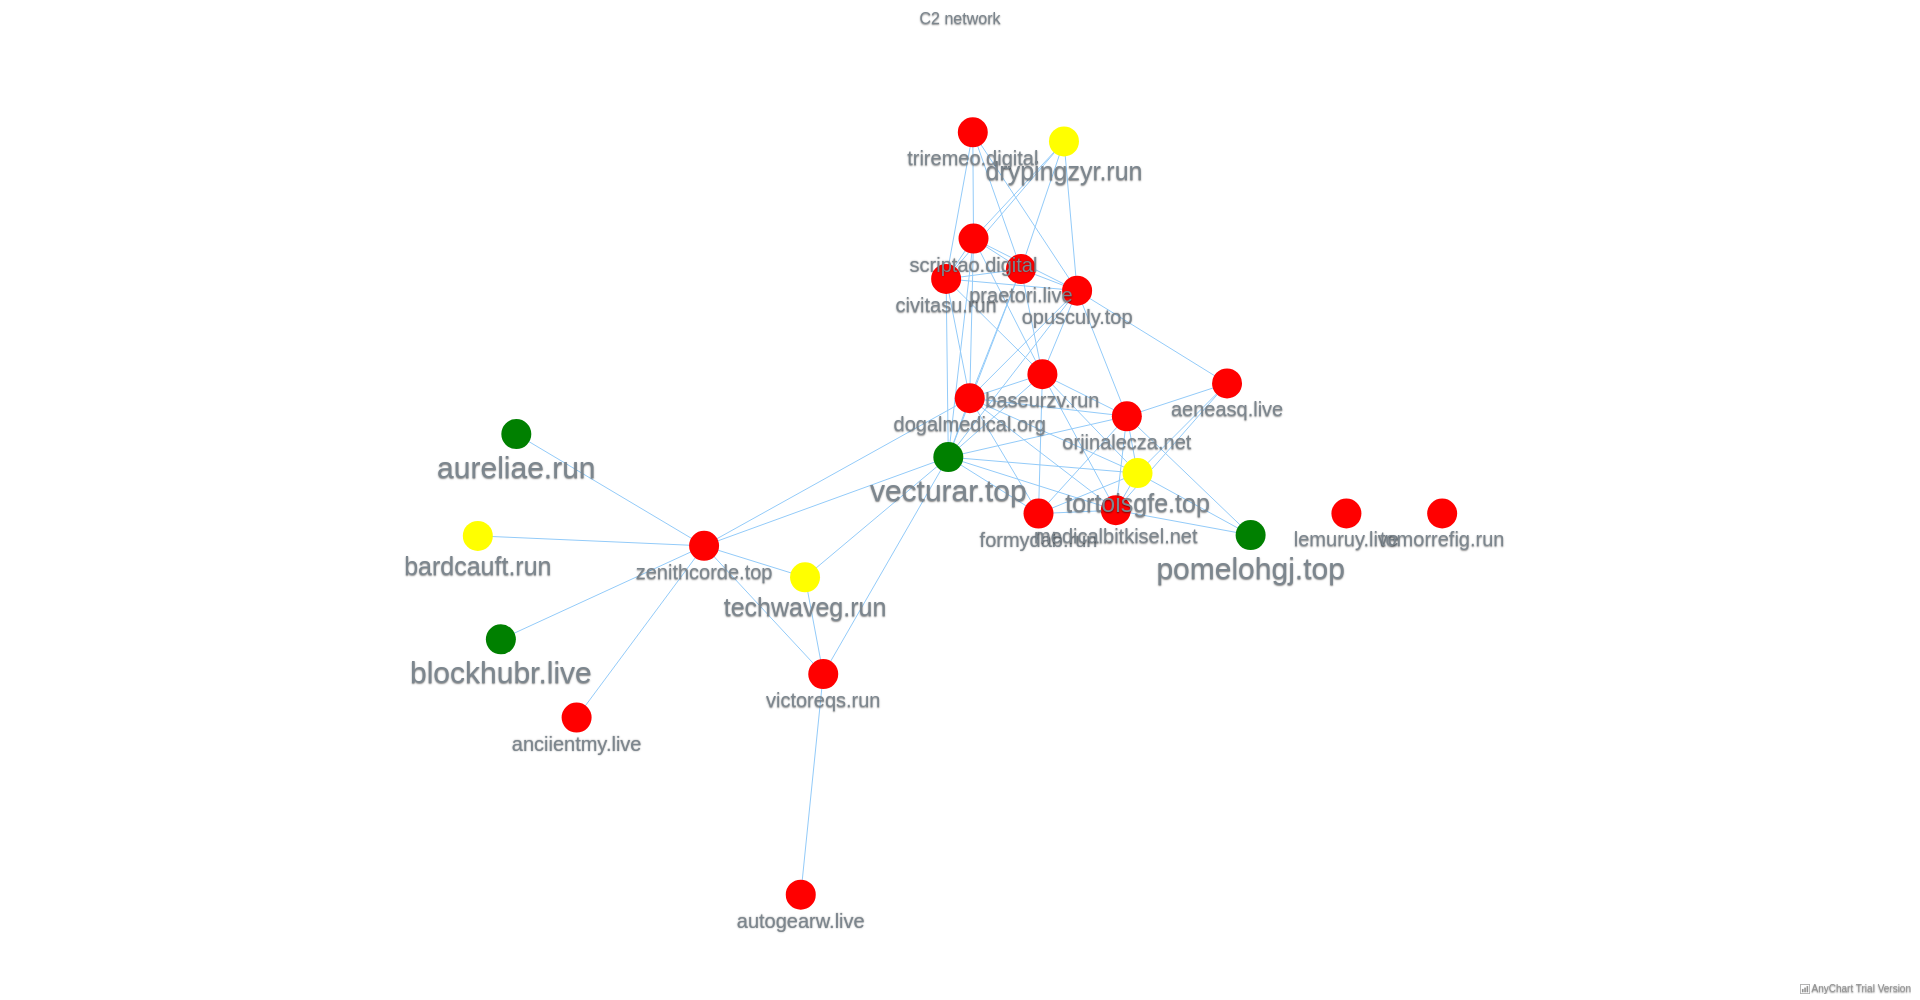 C2 network
triremeo.digital
drypingzyr.run
scriptao.digital
praetori.live
civitasu.run
opusculy.top
baseurzv.run
aeneasq.live
dogalmedical.org
orjinalecza.net
aureliae.run
vecturar.top
tortoisgfe.top
medicalbitkisel.net
formydab.run
lemuruy.live
temorrefig.run
bardcauft.run
zenithcorde.top
pomelohgj.top
techwaveg.run
blockhubr.live
victoreqs.run
anciientmy.live
autogearw.live
AnyChart Trial Version